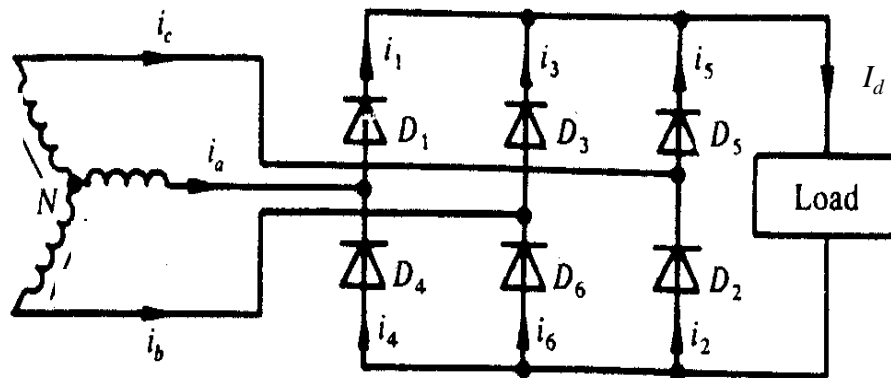 i_c
i_1
i_3
i_5
I_d
D_1
D_3
D_5
i_a
N
Load
D_4
D_6
D_2
i_b
i_4
i_6
i_2